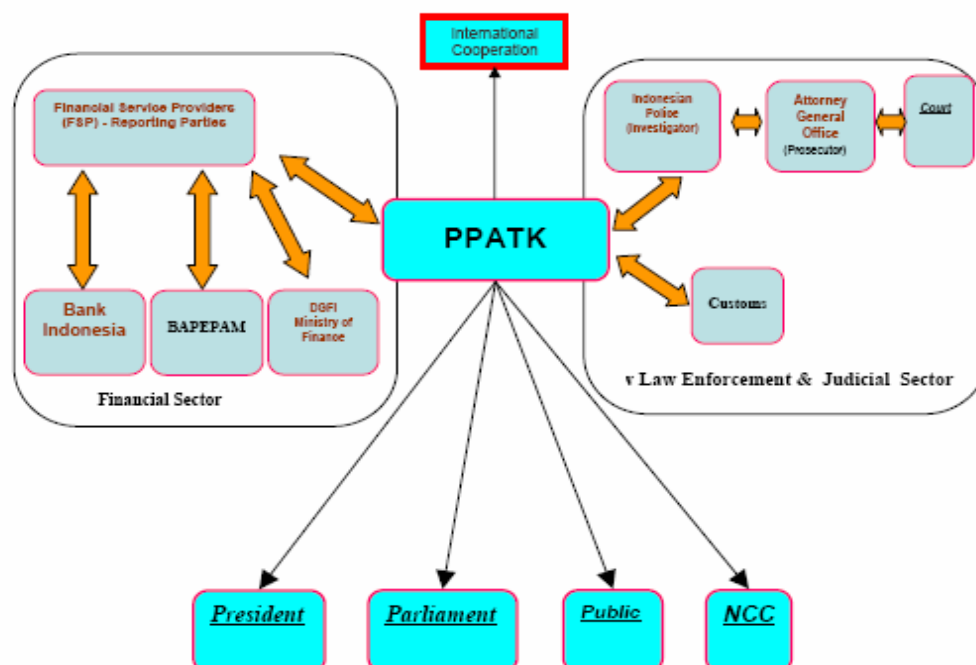 International
Cooperation
Financial Service Providers
(FSP) - Reporting Parties
Bank
Indonesia
BAPEPAM
DGFI
Ministry of
Finance
Financial Sector
PPATK
Indonesian
Police
(Investigator)
Attorney
General
Office
(Prosecutor)
Court
Customs
v Law Enforcement & Judicial Sector
President
Parliament
Public
NCC